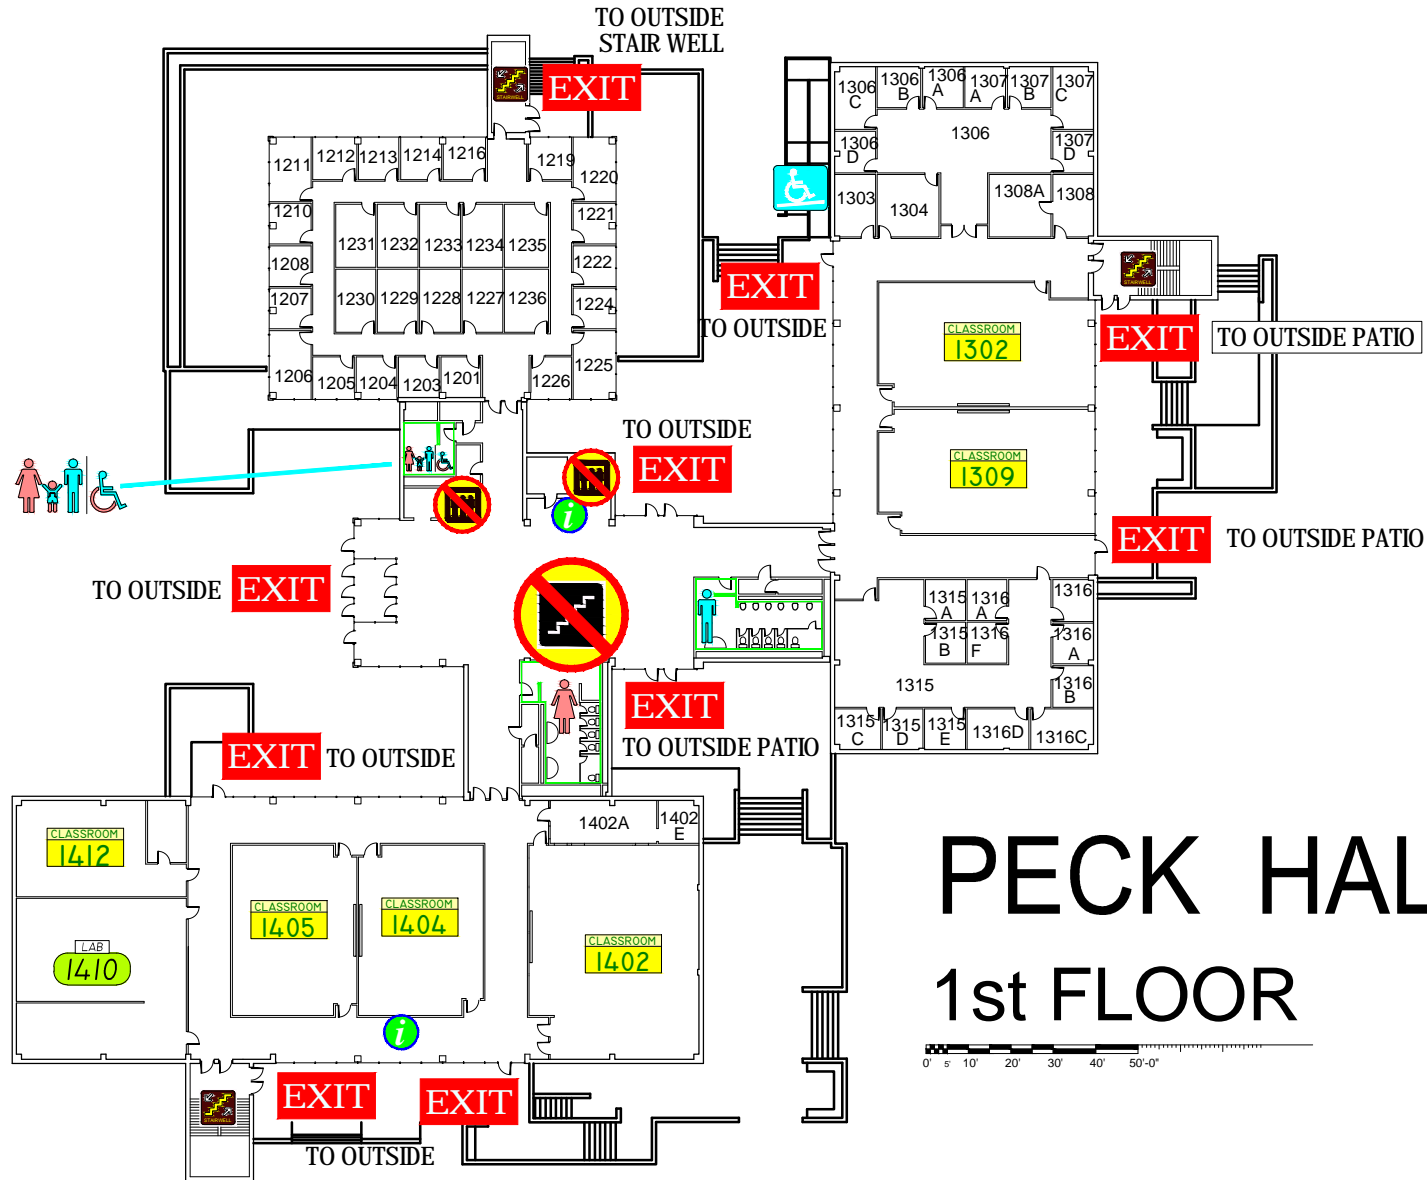 TO OUTSIDE
STAIR WELL
EXIT
STAIRWELL
1306 C
1306 B
1306 A
1307 A
1307 B
1307 C
1306
1306 D
1307 D
1303
1304
1308A
1308
1211
1212
1213
1214
1216
1219
1220
1210
1221
1231
1232
1233
1234
1235
1208
1222
1207
1230
1229
1228
1227
1236
1224
1206
1205
1204
1203
1201
1226
1225
EXIT
TO OUTSIDE
STAIRWELL
EXIT
TO OUTSIDE PATIO
CLASSROOM
1302
CLASSROOM
1309
TO OUTSIDE
EXIT
i
EXIT
TO OUTSIDE PATIO
TO OUTSIDE
EXIT
1315 A
1316 A
1316
1315 B
1316 F
1316 A
1315
1316 B
1315 C
1315 D
1315 E
1316D
1316C
EXIT
TO OUTSIDE PATIO
EXIT
TO OUTSIDE
1402A
1402 E
CLASSROOM
1412
CLASSROOM
1405
CLASSROOM
1404
CLASSROOM
1402
LAB
1410
i
PECK HAL
1st FLOOR
0' 5' 10' 20' 30' 40' 50'-0"
STAIRWELL
EXIT
EXIT
TO OUTSIDE